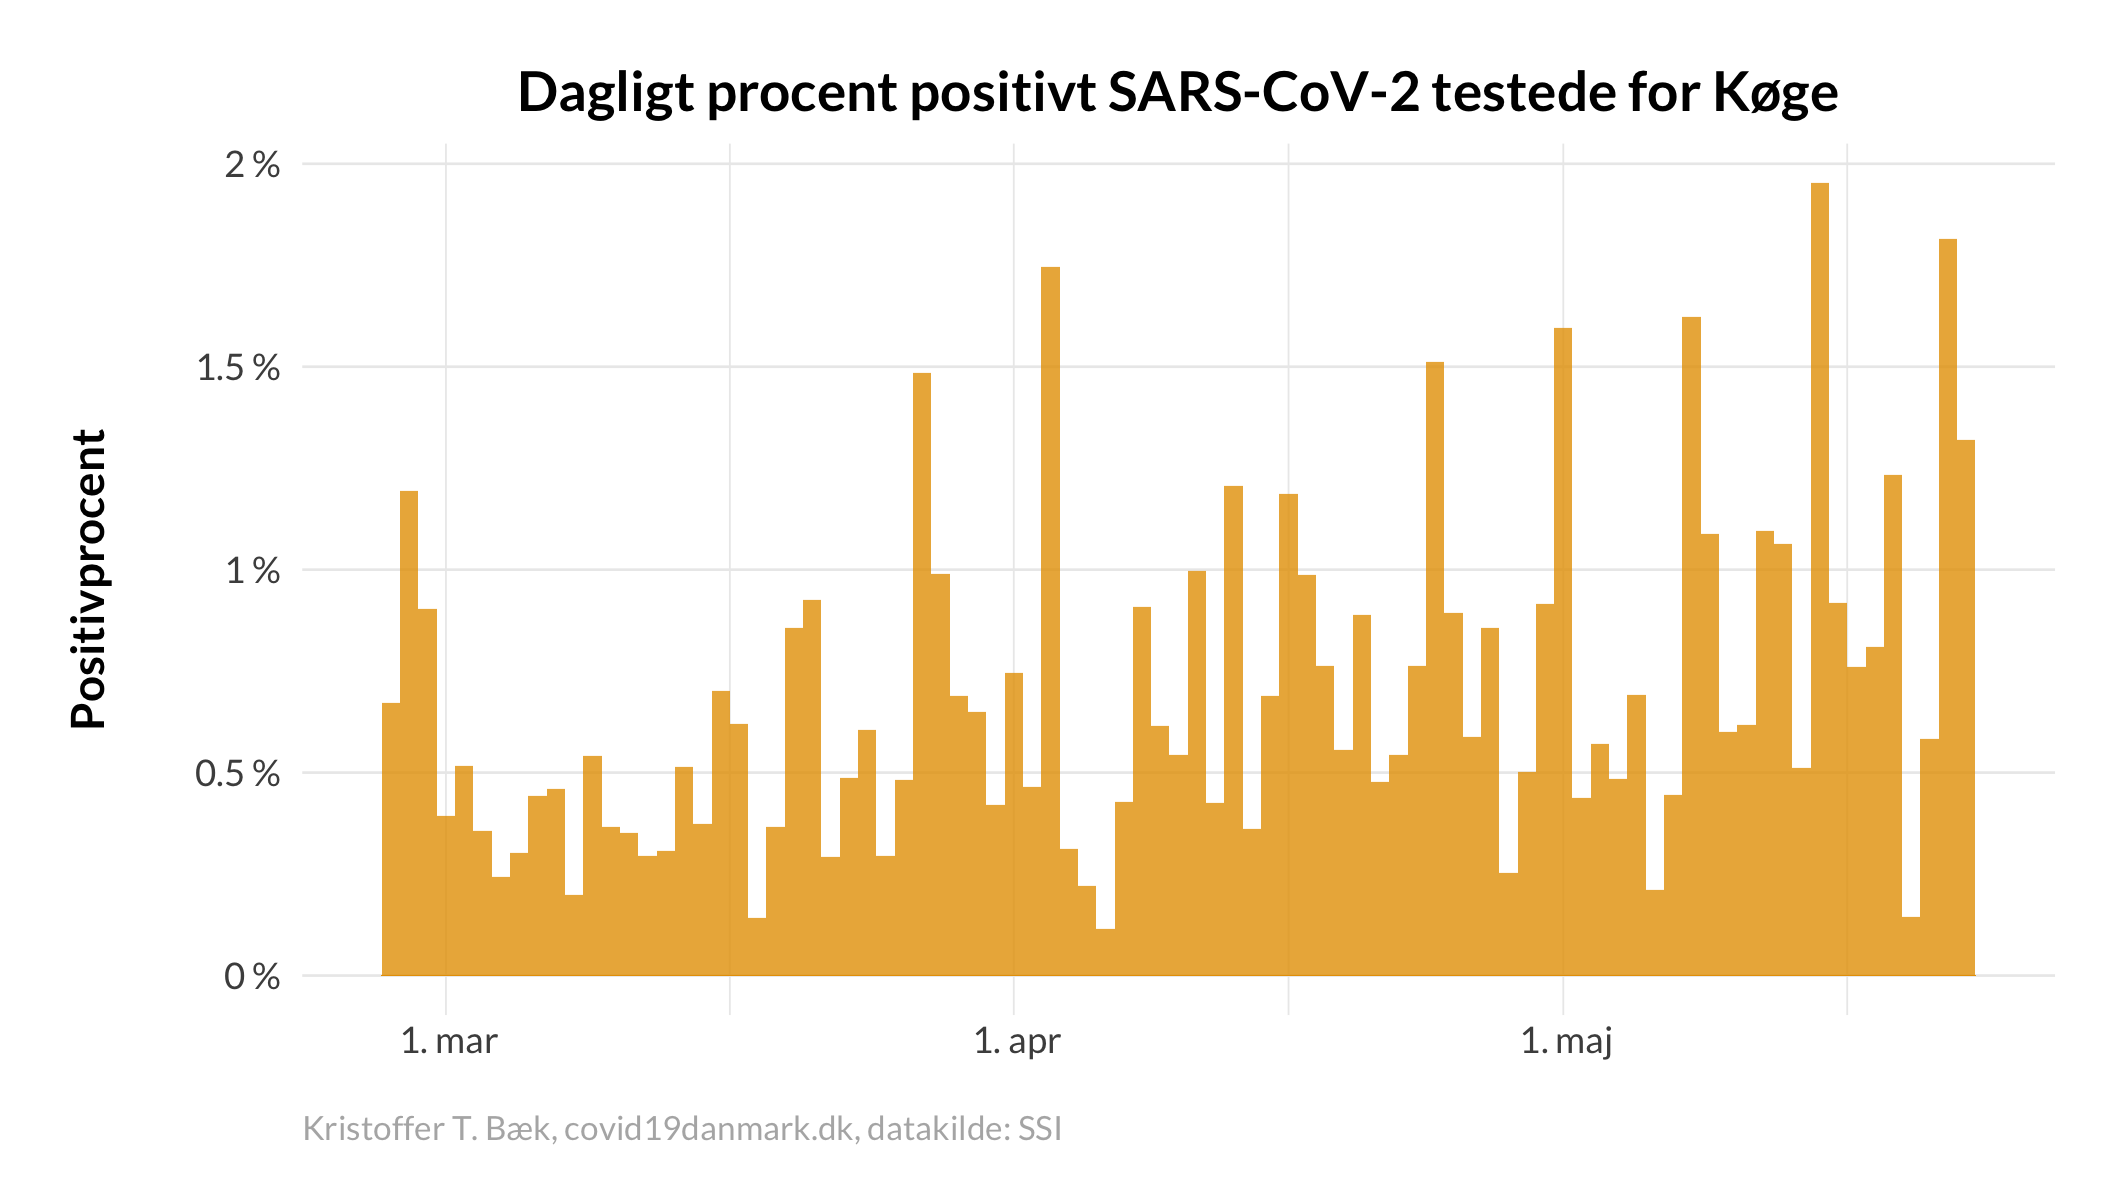 Dagligt procent positivt SARS-CoV-2 testede for Køge
Positivprocent
2 %
1.5 %
1 %
0.5 %
0 %
1. mar
1. apr
1. maj
Kristoffer T. Bæk, covid19danmark.dk, datakilde: SSI